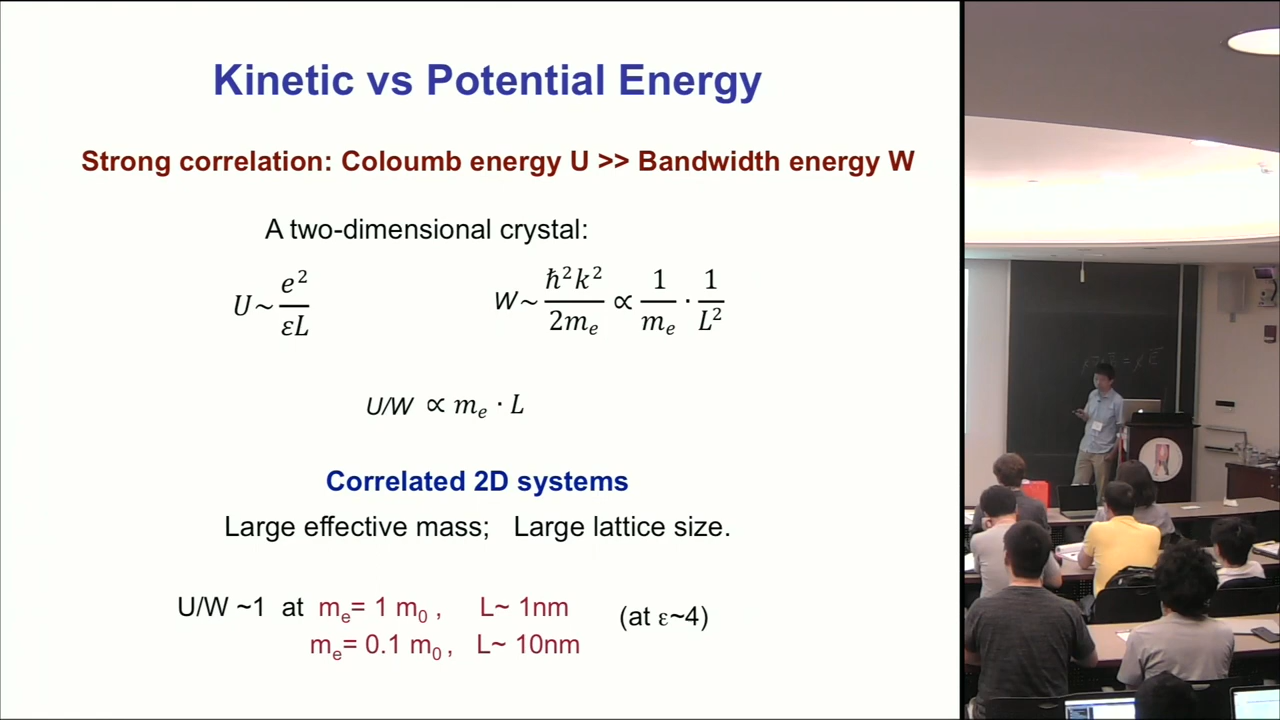 Kinetic vs Potential Energy
Strong correlation: Coloumb energy U >> Bandwidth energy W
A two-dimensional crystal:
U~ e²/εL    W~ ħ²k²/2mₑ ∝ 1/mₑ · 1/L²
U/W ∝ mₑ · L
Correlated 2D systems
Large effective mass; Large lattice size.
U/W ~1 at mₑ= 1 m₀ , L~ 1nm (at ε~4)
mₑ= 0.1 m₀ , L~ 10nm